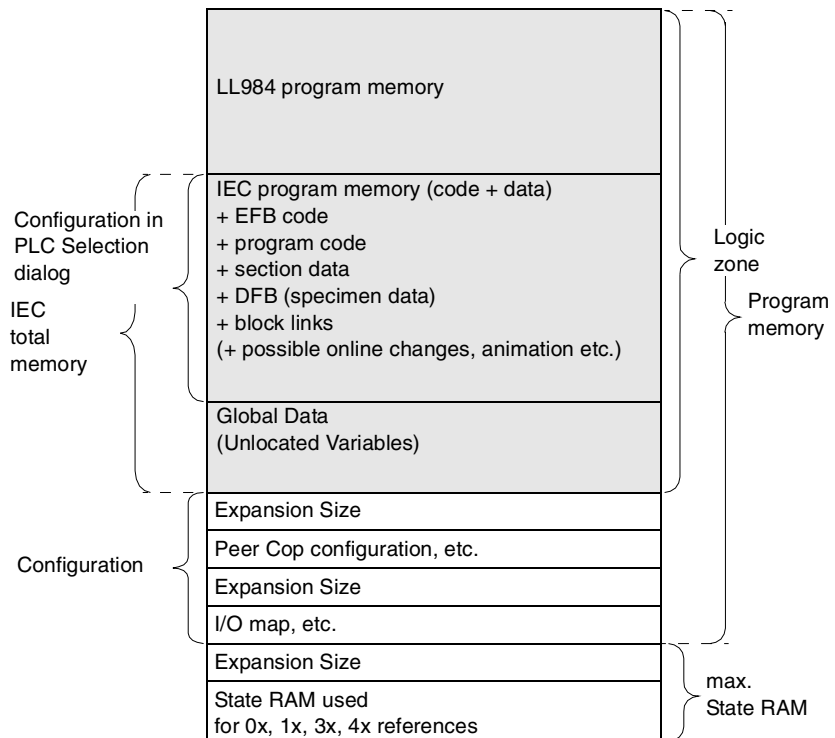 LL984 program memory
IEC program memory (code + data)
+ EFB code
+ program code
+ section data
+ DFB (specimen data)
+ block links
(+ possible online changes, animation etc.)
Global Data
(Unlocated Variables)
Expansion Size
Peer Cop configuration, etc.
Expansion Size
I/O map, etc.
Expansion Size
State RAM used
for 0x, 1x, 3x, 4x references
Configuration in
PLC Selection
dialog
IEC
total
memory
Configuration
Logic
zone
Program
memory
max.
State RAM